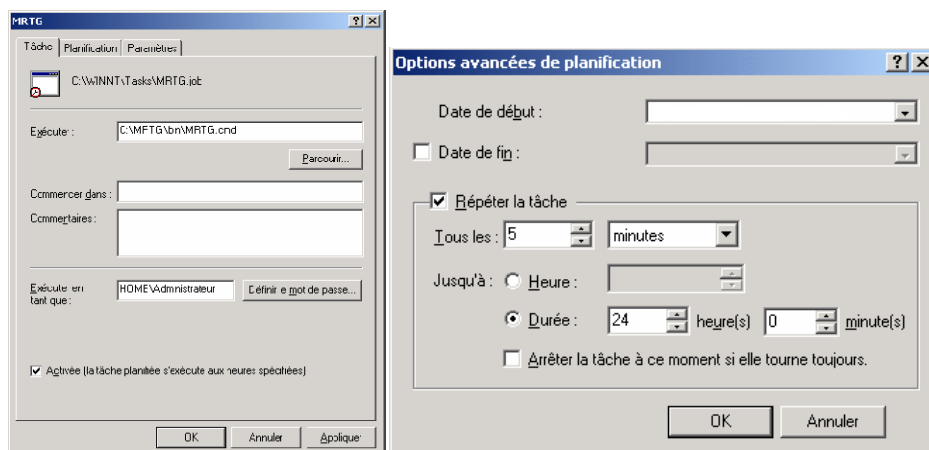 MRTG
Tâche Planification Paramètres
C:\WINNT\Tasks\MRTG.job
Exécute :
C:\MRTG\bin\MRTG.cmd
Parcourir...
Commencer dans :
Commentaires :
Exécuter en
tant que :
HOME\Administrateur
Définir le mot de passe...
Activée (la tâche planifiée s'exécute aux heures spécifiées)
OK Annuler Appliquer
Options avancées de planification
Date de début :
Date de fin :
Répéter la tâche
Tous les : 5 minutes
Jusqu'à : Heure :
Durée : 24 heure(s) 0 minute(s)
Arrêter la tâche à ce moment si elle tourne toujours.
OK Annuler